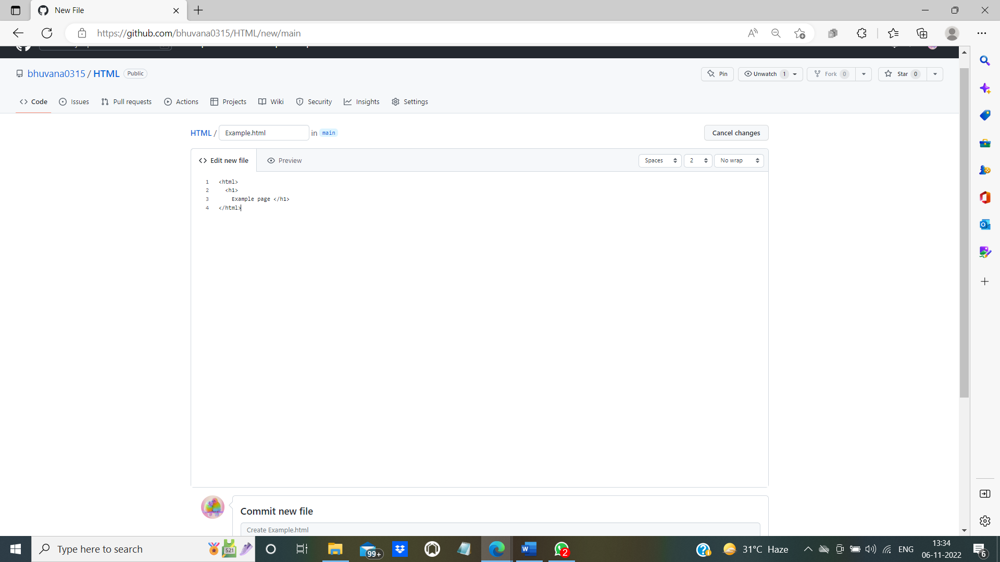 New File
https://github.com/bhuvana0315/HTML/new/main
bhuvana0315 / HTML Public
Pin Unwatch 1 Fork 0 Star 0
Code Issues Pull requests Actions Projects Wiki Security Insights Settings
HTML / Example.html in main Cancel changes
Edit new file Preview Spaces 2 No wrap
1 <html>
2 <h1>
3 Example page </h1>
4 </html>
Commit new file
Create Example.html
Type here to search 521 99+ 2 31°C Haze ENG 13:34
06-11-2022 6